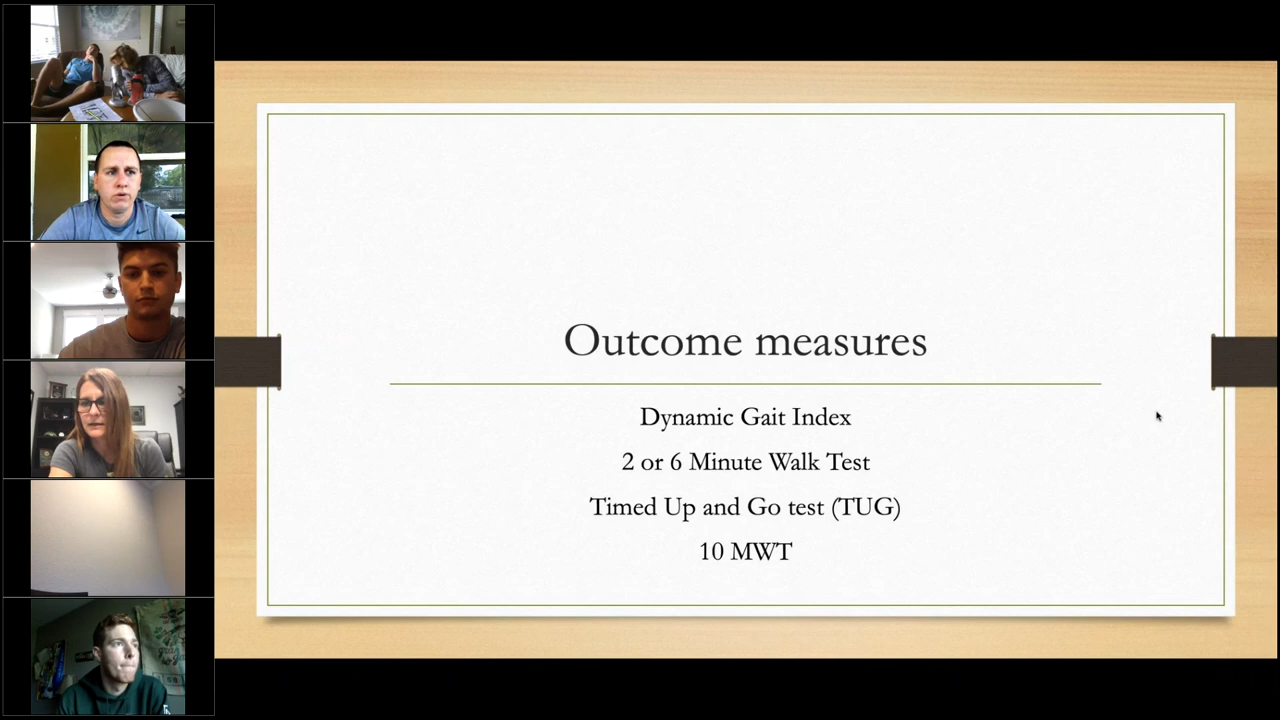 Outcome measures
Dynamic Gait Index
2 or 6 Minute Walk Test
Timed Up and Go test (TUG)
10 MWT